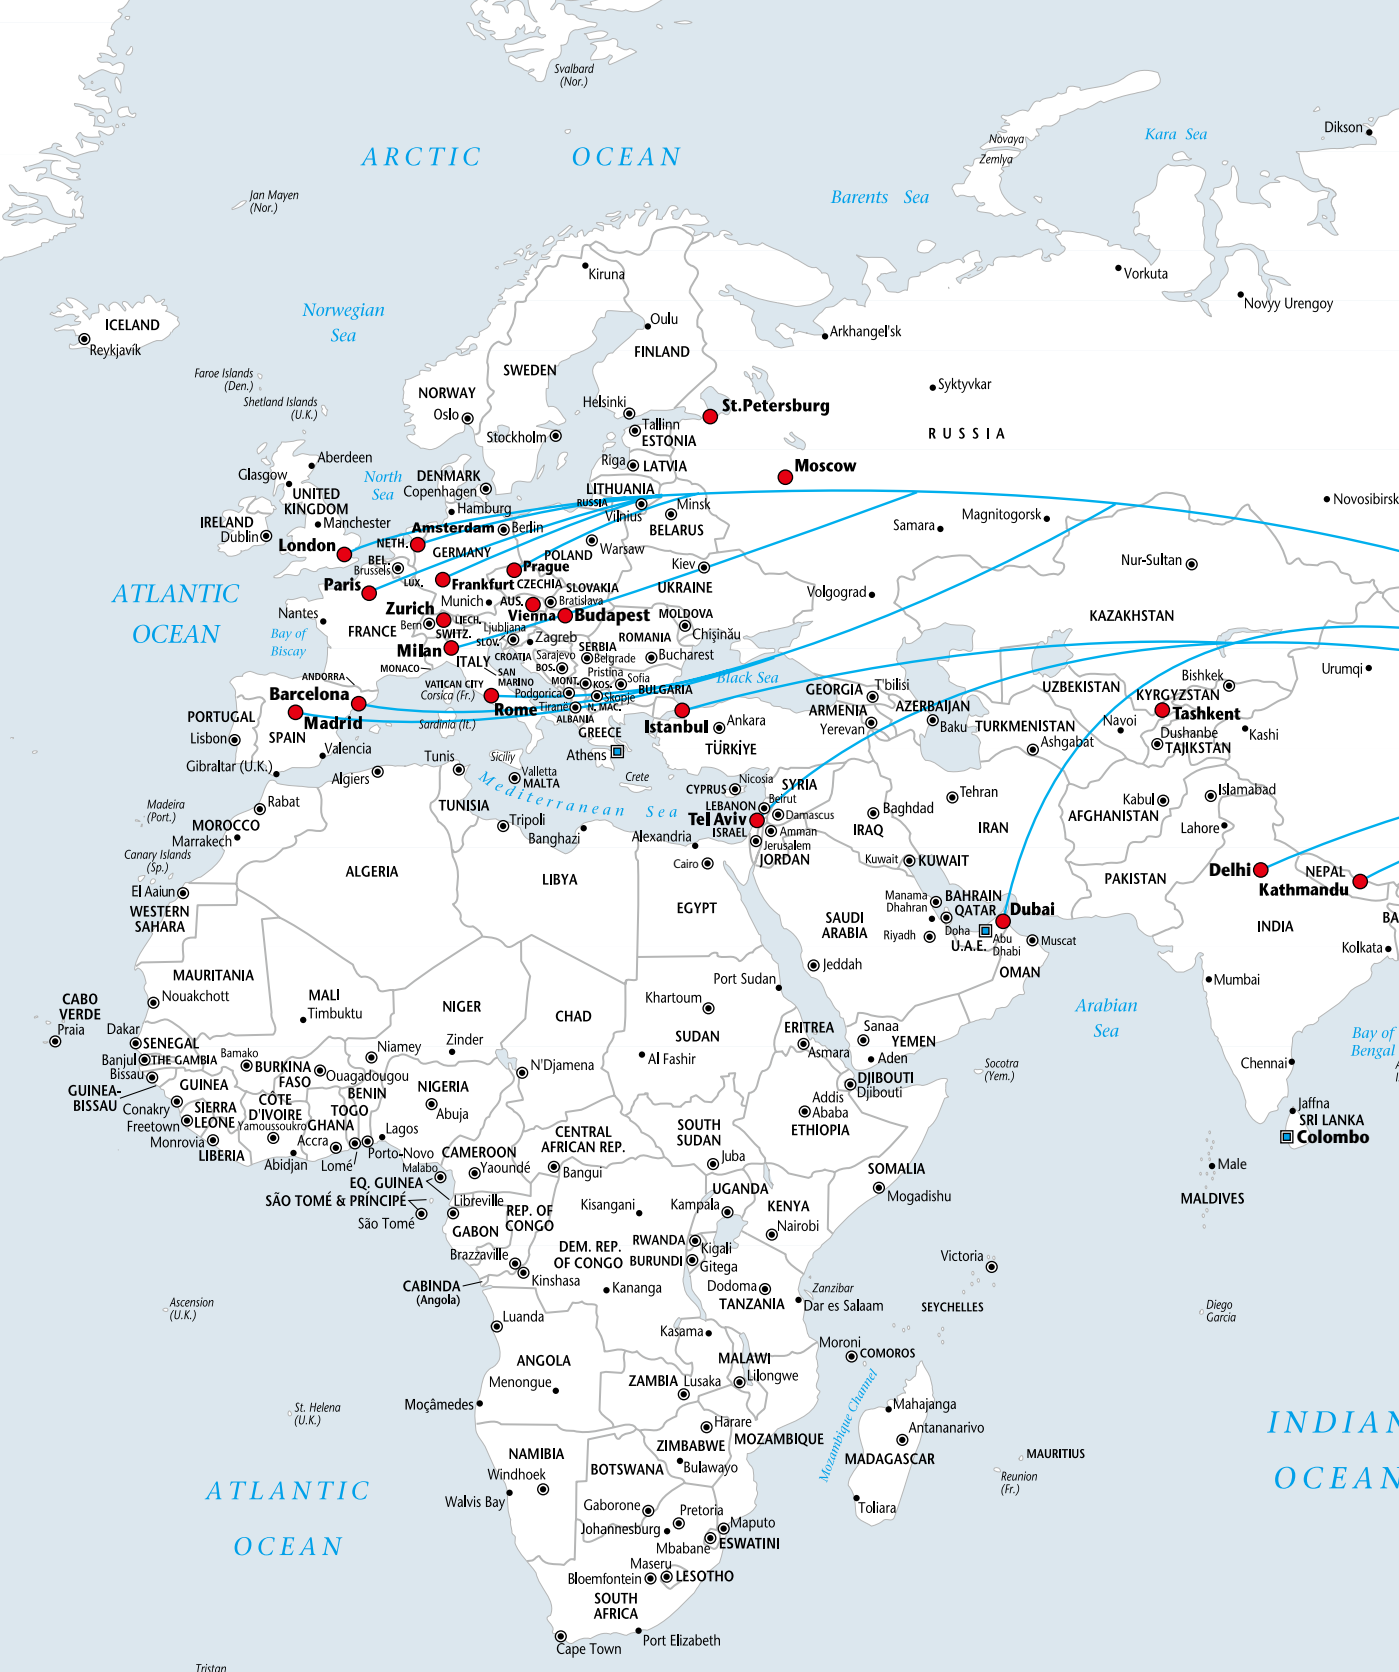 Svalbard
(Nor.)
Dikson
Kara Sea
Novaya
Zemlya
ARCTIC OCEAN
Barents Sea
Jan Mayen
(Nor.)
Kiruna
Vorkuta
Novyy Urengoy
Norwegian
Sea
ICELAND
Reykjavík
Oulu
Arkhangel'sk
FINLAND
SWEDEN
Faroe Islands
(Den.)
Syktyvkar
NORWAY
Shetland Islands
(U.K.)
Helsinki
St.Petersburg
Oslo
Tallinn
ESTONIA
Stockholm
RUSSIA
Aberdeen
Riga
LATVIA
Moscow
Glasgow
North
Sea
DENMARK
Copenhagen
LITHUANIA
RUSSIA
UNITED
KINGDOM
Hamburg
Vilnius
Minsk
Novosibirsk
IRELAND
Dublin
Manchester
Amsterdam
Berlin
BELARUS
Samara
Magnitogorsk
London
NETH.
GERMANY
POLAND
Warsaw
BEL.
Brussels
Prague
Kiev
Nur-Sultan
Paris
LUX.
Frankfurt
CZECHIA
SLOVAKIA
UKRAINE
ATLANTIC
OCEAN
Volgograd
Munich
AUS.
Bratislava
Nantes
Zurich
Vienna
Budapest
MOLDOVA
KAZAKHSTAN
Bay of
Biscay
FRANCE
Bern
LIECH.
SWITZ.
Ljubljana
SLOV.
Zagreb
ROMANIA
Chişinău
Milan
ITALY
CROATIA
Sarajevo
BOS.
SERBIA
Belgrade
Bucharest
MONACO
SAN
MARINO
Pristina
Urumqi
ANDORRA
VATICAN CITY
MONT.
KOS.
Sofia
Black Sea
Bishkek
Barcelona
Corsica (Fr.)
Podgorica
Skopje
BULGARIA
GEORGIA
T'bilisi
UZBEKISTAN
KYRGYZSTAN
Rome
Tiranë
N. MAC.
ARMENIA
AZERBAIJAN
Tashkent
PORTUGAL
Madrid
Sardinia (It.)
ALBANIA
Istanbul
Ankara
Yerevan
Baku
TURKMENISTAN
Navoi
Lisbon
SPAIN
GREECE
Dushanbe
Kashi
Valencia
Athens
TÜRKİYE
Ashgabat
TAJIKISTAN
Gibraltar (U.K.)
Tunis
Siciliy
Algiers
Valletta
MALTA
Crete
Nicosia
CYPRUS
SYRIA
Mediterranean Sea
Madeira
(Port.)
Rabat
TUNISIA
LEBANON
Beirut
Tehran
Kabul
Islamabad
MOROCCO
Marrakech
Tripoli
Banghazi
Alexandria
Tel Aviv
ISRAEL
Damascus
Baghdad
AFGHANISTAN
Lahore
Canary Islands
(Sp.)
Amman
Jerusalem
JORDAN
IRAQ
IRAN
Cairo
Kuwait
KUWAIT
ALGERIA
LIBYA
Delhi
NEPAL
El Aaiun
PAKISTAN
Kathmandu
WESTERN
SAHARA
EGYPT
Manama
BAHRAIN
Dhahran
QATAR
Dubai
SAUDI
ARABIA
Doha
U.A.E.
Abu
Dhabi
INDIA
BA
Riyadh
Muscat
Kolkata
MAURITANIA
Jeddah
OMAN
Mumbai
Nouakchott
MALI
Timbuktu
NIGER
Port Sudan
CABO
VERDE
Praia
CHAD
Khartoum
Arabian
Sea
Dakar
SENEGAL
Zinder
SUDAN
ERITREA
Sanaa
YEMEN
Bay of
Bengal
Banjul
THE GAMBIA
Bamako
Niamey
Asmara
Aden
Bissau
BURKINA
FASO
Ouagadougou
N'Djamena
Al Fashir
Socotra
(Yem.)
Chennai
GUINEA-
BISSAU
GUINEA
BENIN
NIGERIA
DJIBOUTI
Djibouti
Conakry
SIERRA
LEONE
CÔTE
D'IVOIRE
TOGO
GHANA
Abuja
Addis
Ababa
Jaffna
Freetown
Yamoussoukro
Accra
Lagos
SOUTH
SUDAN
ETHIOPIA
SRI LANKA
Colombo
Monrovia
LIBERIA
Abidjan
Lomé
Porto-Novo
CAMEROON
CENTRAL
AFRICAN REP.
Malabo
Yaoundé
Bangui
Juba
SOMALIA
Male
EQ. GUINEA
UGANDA
Mogadishu
MALDIVES
SÃO TOMÉ & PRÍNCIPÉ
Libreville
REP. OF
CONGO
Kisangani
Kampala
KENYA
São Tomé
GABON
Nairobi
Brazzaville
DEM. REP.
OF CONGO
RWANDA
Kigali
BURUNDI
Gitega
Victoria
Kinshasa
CABINDA
(Angola)
Kananga
Dodoma
Zanzibar
TANZANIA
Dar es Salaam
SEYCHELLES
Ascension
(U.K.)
Diego
Garcia
Luanda
Kasama
Moroni
COMOROS
ANGOLA
MALAWI
Menongue
ZAMBIA
Lusaka
Lilongwe
Moçâmedes
Mozambique Channel
Mahajanga
St. Helena
(U.K.)
Harare
Antananarivo
INDIAN
OCEAN
NAMIBIA
ZIMBABWE
MOZAMBIQUE
MADAGASCAR
MAURITIUS
Windhoek
BOTSWANA
Bulawayo
Reunion
(Fr.)
ATLANTIC
OCEAN
Walvis Bay
Gaborone
Pretoria
Toliara
Johannesburg
Maputo
Mbabane
ESWATINI
Maseru
Bloemfontein
LESOTHO
SOUTH
AFRICA
Port Elizabeth
Cape Town
Tristan